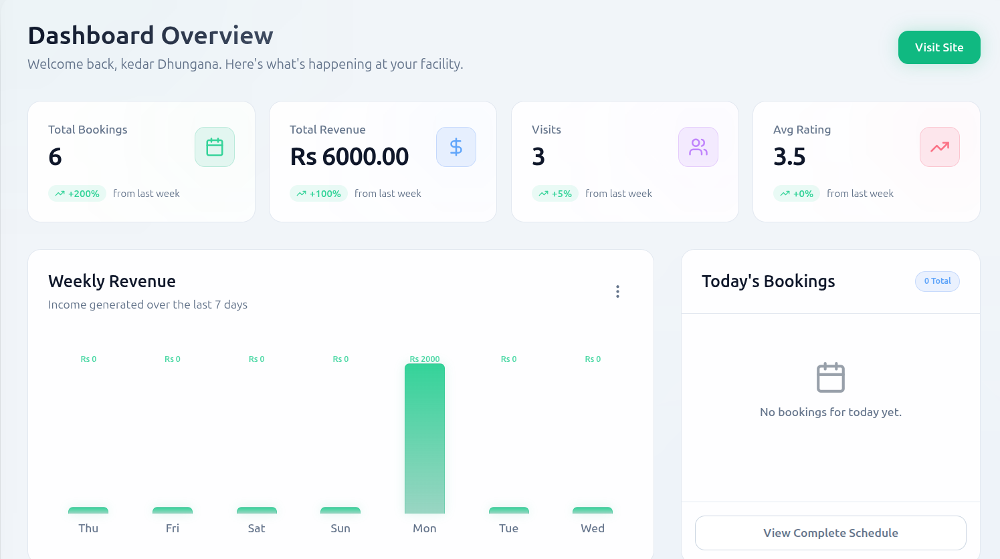 Dashboard Overview
Welcome back, kedar Dhungana. Here's what's happening at your facility.
Visit Site
Total Bookings
6
+200% from last week
Total Revenue
Rs 6000.00
+100% from last week
Visits
3
+5% from last week
Avg Rating
3.5
+0% from last week
Weekly Revenue
Income generated over the last 7 days
Rs 0 Rs 0 Rs 0 Rs 0 Rs 2000 Rs 0 Rs 0
Thu Fri Sat Sun Mon Tue Wed
Today's Bookings
0 Total
No bookings for today yet.
View Complete Schedule